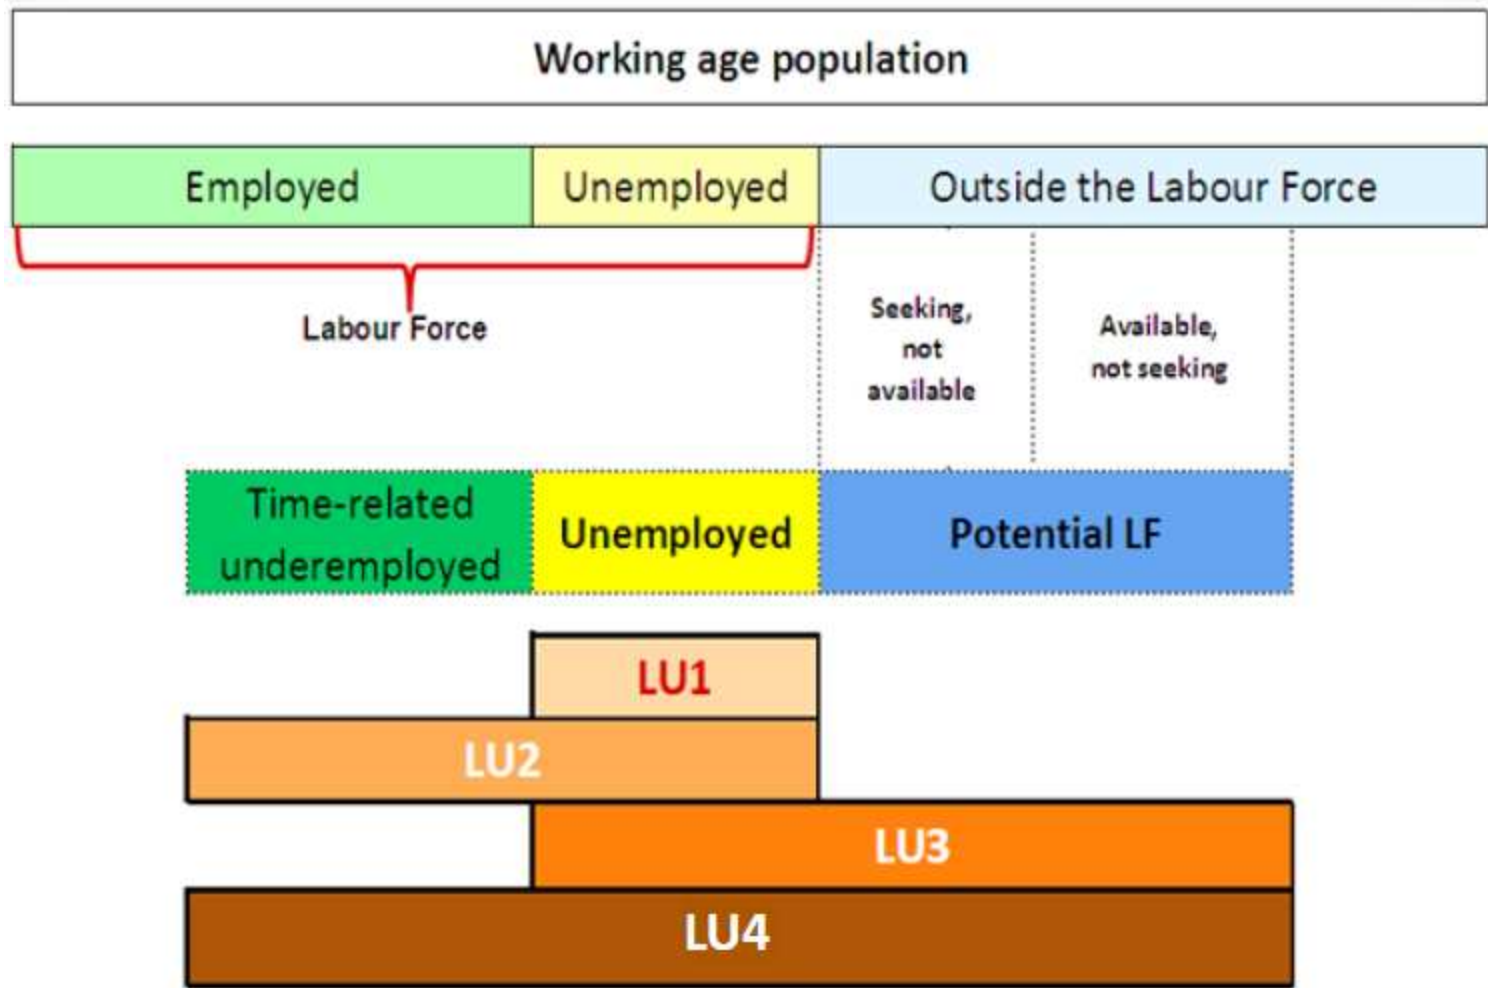 Working age population
Employed
Unemployed
Outside the Labour Force
Labour Force
Seeking,
not
available
Available,
not seeking
Time-related
underemployed
Unemployed
Potential LF
LU1
LU2
LU3
LU4